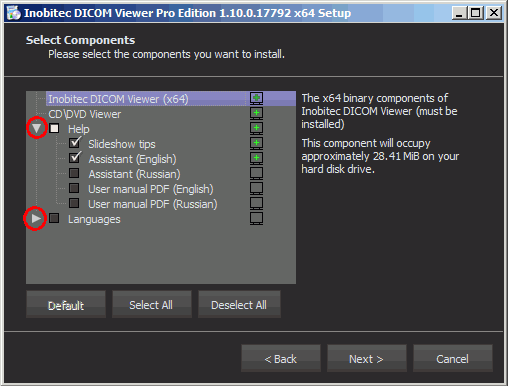 Inobitec DICOM Viewer Pro Edition 1.10.0.17792 x64 Setup
Select Components
Please select the components you want to install.
Inobitec DICOM Viewer (x64)
CD\DVD Viewer
Help
Slideshow tips
Assistant (English)
Assistant (Russian)
User manual PDF (English)
User manual PDF (Russian)
Languages
The x64 binary components of
Inobitec DICOM Viewer (must be
installed)
This component will occupy
approximately 28.41 MiB on your
hard disk drive.
Default
Select All
Deselect All
< Back
Next >
Cancel